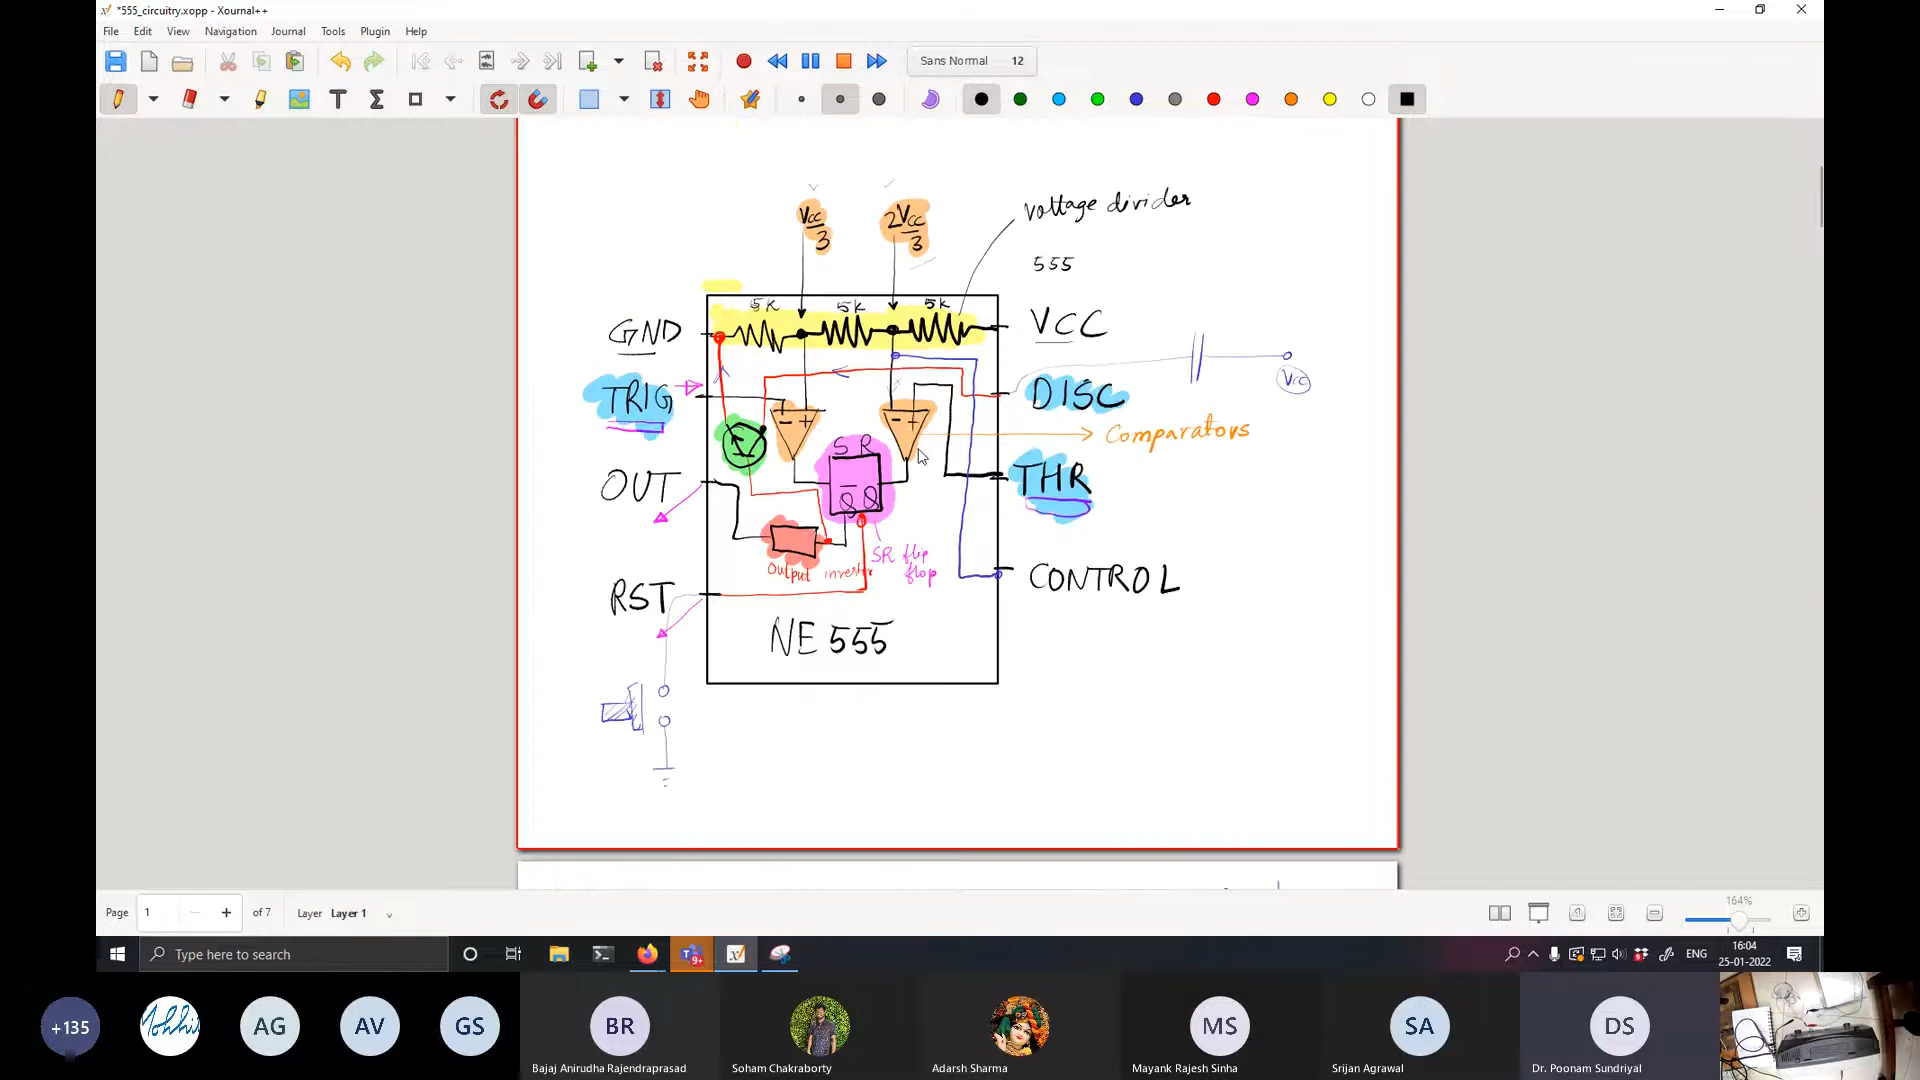 *555_circuitry.xopp - Xournal++
File Edit View Navigation Journal Tools Plugin Help
Sans Normal 12
Vcc/3
2Vcc/3
Voltage divider
555
5k 5k 5k
GND
VCC
Vcc
TRIG
DISC
- +
- +
Comparators
S R
THR
OUT
Q̅ Q
SR flip
flop
Output inverter
RST
CONTROL
NE 555
Page 1 of 7 Layer Layer 1
164%
Type here to search
9+
ENG
16:04
25-01-2022
+135
Mohhit
AG
AV
GS
BR
MS
SA
DS
Bajaj Anirudha Rajendraprasad
Soham Chakraborty
Adarsh Sharma
Mayank Rajesh Sinha
Srijan Agrawal
Dr. Poonam Sundriyal